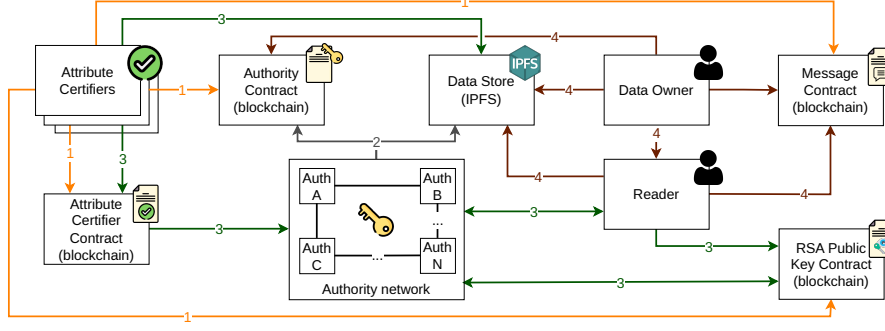 1
3
Attribute
Certifiers
1
Authority
Contract
(blockchain)
4
Data Store
(IPFS)
IPFS
4
Data Owner
Message
Contract
(blockchain)
1
3
2
4
Attribute
Certifier
Contract
(blockchain)
3
Auth
A
Auth
B
...
Auth
C
...
Auth
N
Authority network
4
Reader
4
3
3
3
RSA Public
Key Contract
(blockchain)
1